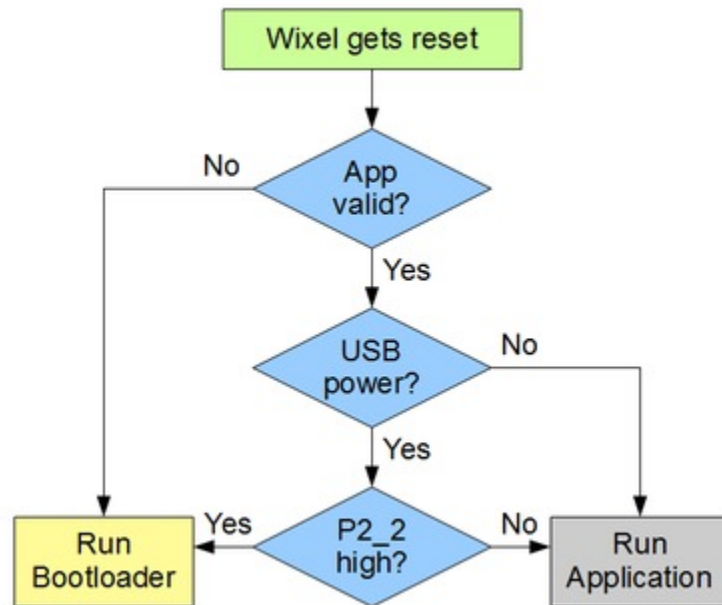 Wixel gets reset
No
App
valid?
Yes
USB
power?
No
Yes
Run
Bootloader
Yes
P2_2
high?
No
Run
Application